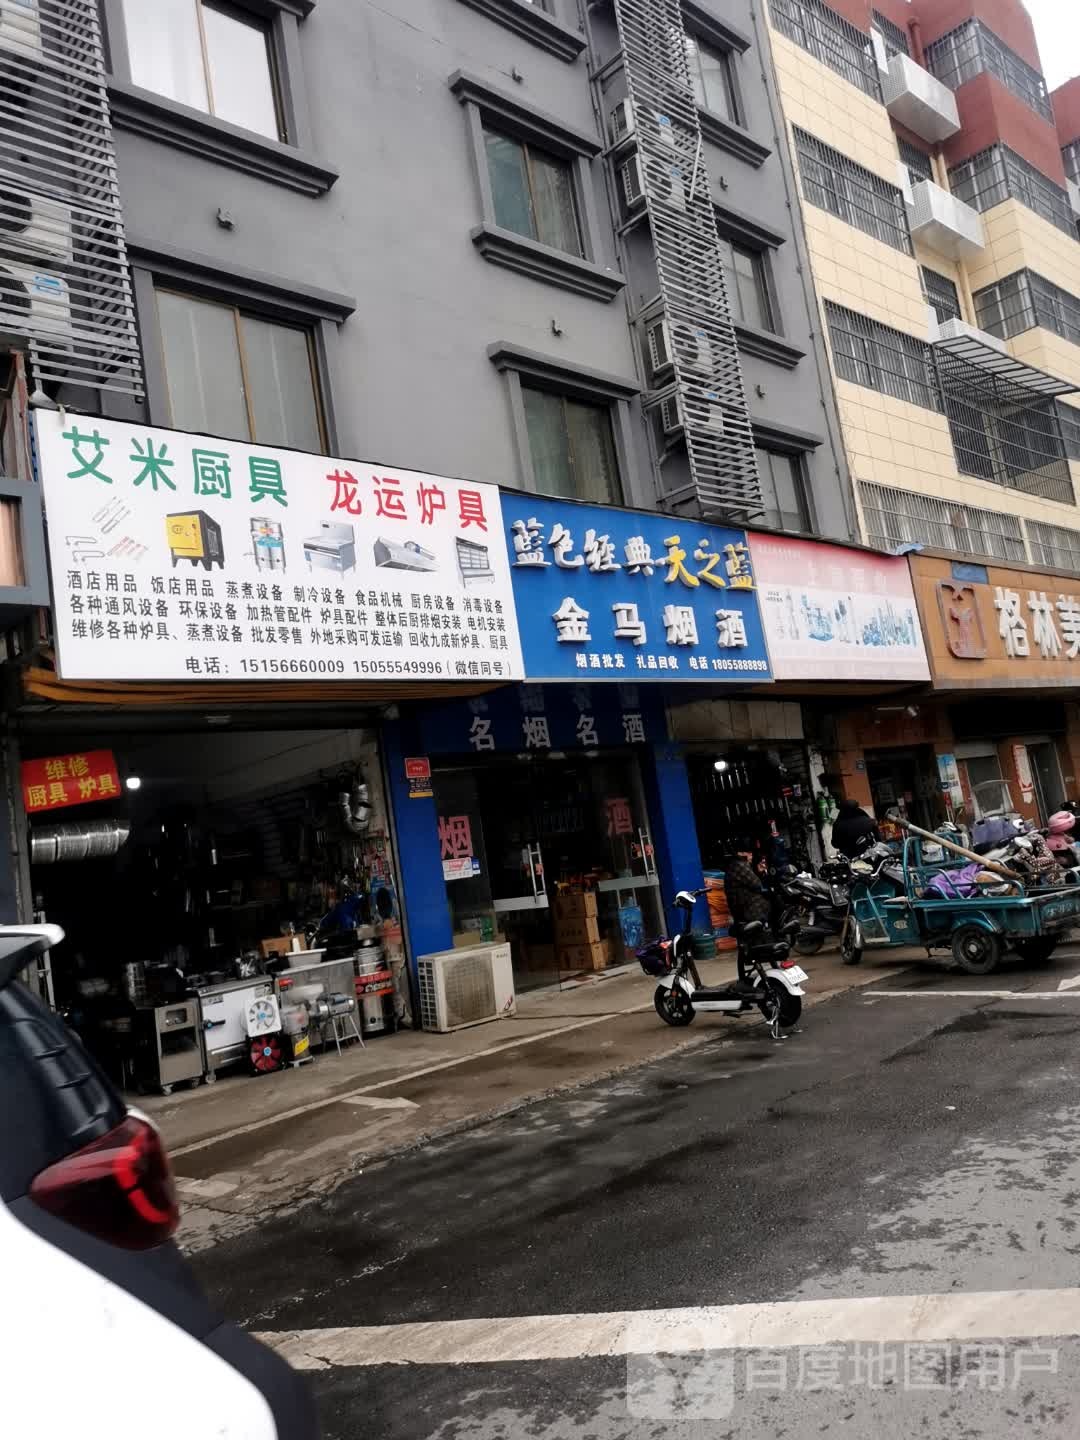 艾米厨具 龙运炉具
酒店用品 饭店用品 蒸煮设备 制冷设备 食品机械 厨房设备 消毒设备
各种通风设备 环保设备 加热管配件 炉具配件 整体后厨排烟安装 电机安装
维修各种炉具、蒸煮设备 批发零售 外地采购可发运输 回收九成新炉具、厨具
电话：15156660009 15055549996（微信同号）
藍色經典天之藍
金马烟酒
烟酒批发 礼品回收 电话 18055888898
格林美
名烟名酒
维修
厨具 炉具
烟
酒
百度地图用户